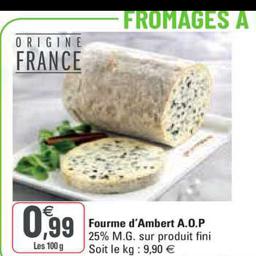 FROMAGES À
ORIGINE
FRANCE
0€,99
Les 100 g
Fourme d'Ambert A.O.P
25% M.G. sur produit fini
Soit le kg : 9,90 €